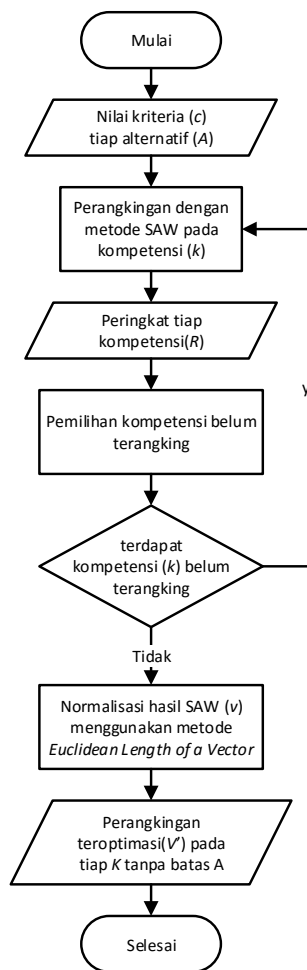 Mulai
Nilai kriteria (c)
tiap alternatif (A)
Perangkingan dengan
metode SAW pada
kompetensi (k)
Peringkat tiap
kompetensi(R)
Pemilihan kompetensi belum
terangking
terdapat
kompetensi (k) belum
terangking
Tidak
Normalisasi hasil SAW (v)
menggunakan metode
Euclidean Length of a Vector
Perangkingan
teroptimasi(V') pada
tiap K tanpa batas A
Selesai